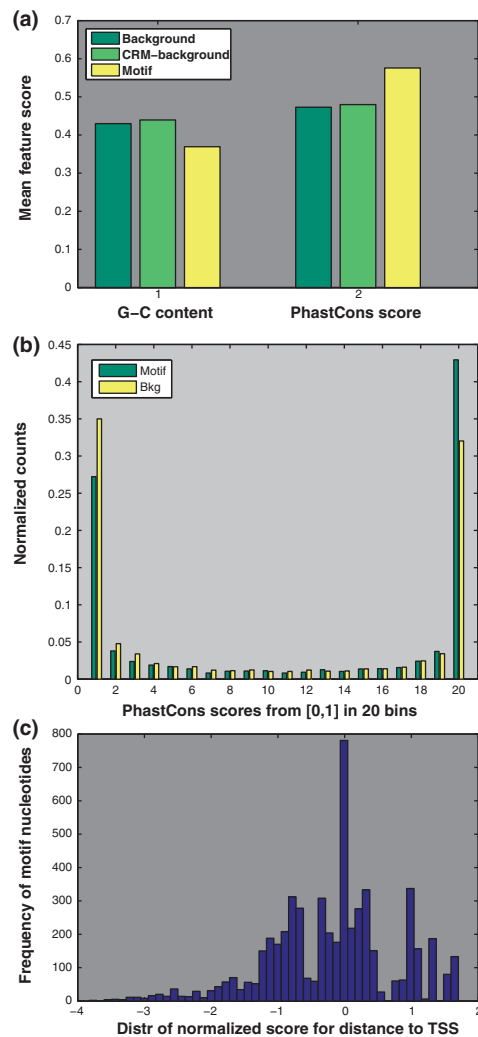 (a)
0.7
0.6
0.5
0.4
0.3
0.2
0.1
0
Mean feature score
Background
CRM−background
Motif
1
2
G−C content
PhastCons score
(b)
0.45
0.4
0.35
0.3
0.25
0.2
0.15
0.1
0.05
0
Normalized counts
Motif
Bkg
0 2 4 6 8 10 12 14 16 18 20
PhastCons scores from [0,1] in 20 bins
(c)
800
700
600
500
400
300
200
100
0
Frequency of motif nucleotides
−4 −3 −2 −1 0 1 2
Distr of normalized score for distance to TSS